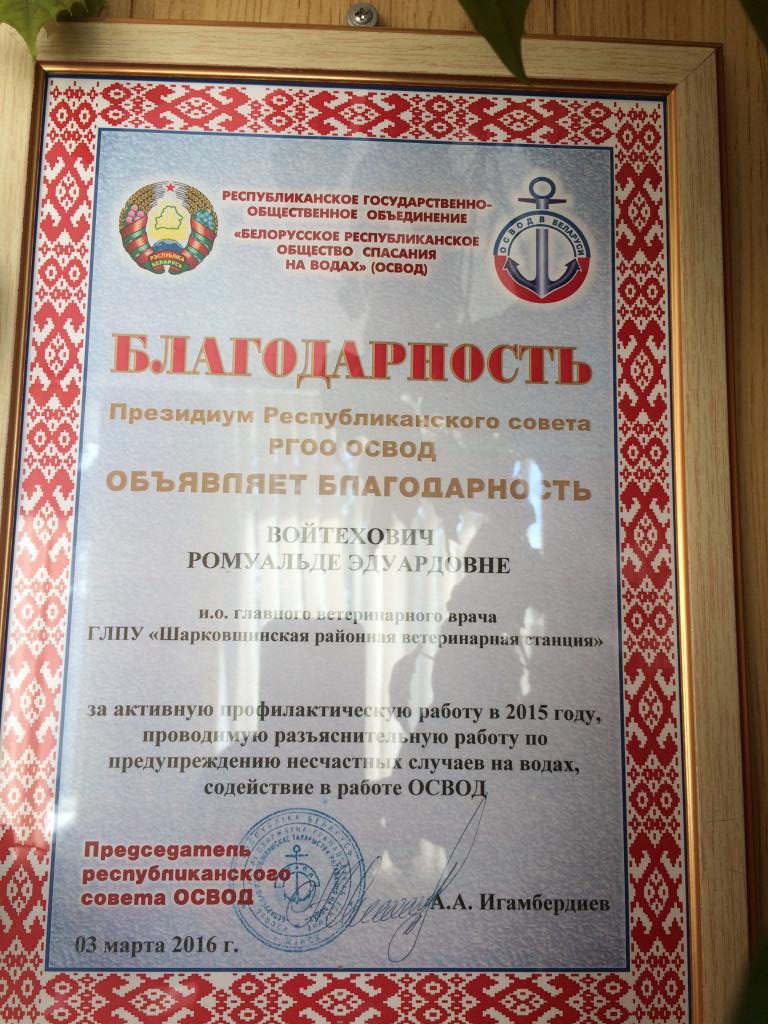 РЕСПУБЛИКАНСКОЕ ГОСУДАРСТВЕННО-
ОБЩЕСТВЕННОЕ ОБЪЕДИНЕНИЕ
«БЕЛОРУССКОЕ РЕСПУБЛИКАНСКОЕ
ОБЩЕСТВО СПАСАНИЯ
НА ВОДАХ» (ОСВОД)
РЭСПУБЛІКА
БЕЛАРУСЬ
ОСВОД В БЕЛАРУСИ
БЛАГОДАРНОСТЬ
Президиум Республиканского совета
РГОО ОСВОД
ОБЪЯВЛЯЕТ БЛАГОДАРНОСТЬ
ВОЙТЕХОВИЧ
РОМУАЛЬДЕ ЭДУАРДОВНЕ
и.о. главного ветеринарного врача
ГЛПУ «Шарковщинская районная ветеринарная станция»
за активную профилактическую работу в 2015 году,
проводимую разъяснительную работу по
предупреждению несчастных случаев на водах,
содействие в работе ОСВОД
Председатель
республиканского
совета ОСВОД
А.А. Игамбердиев
03 марта 2016 г.